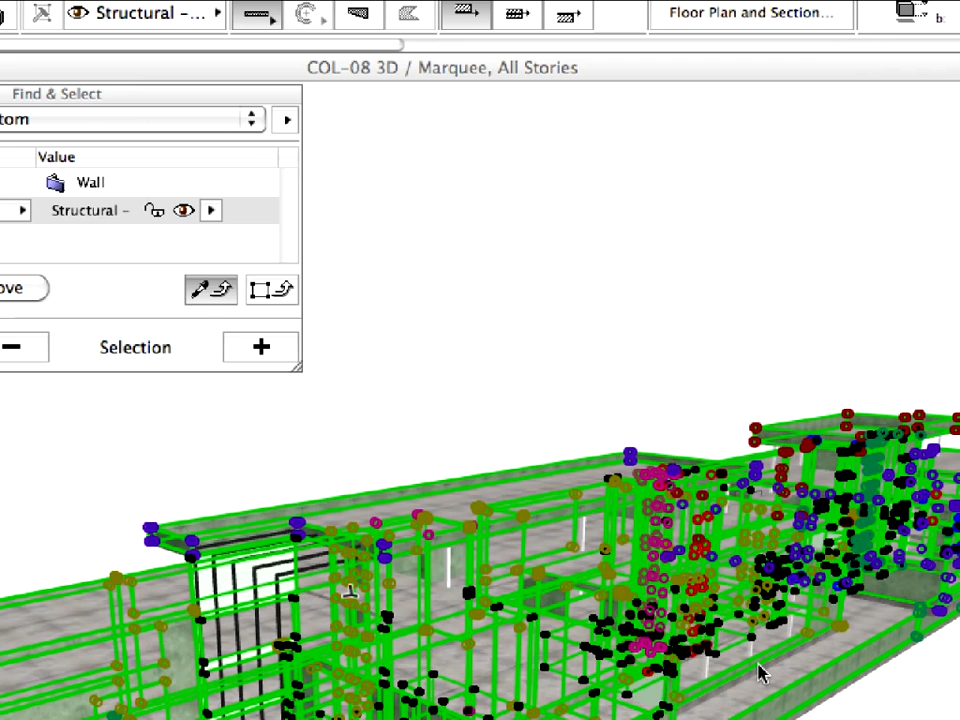 Structural -...
Floor Plan and Section...
b:
COL-08 3D / Marquee, All Stories
Find & Select
tom
Value
Wall
Structural -
ove
Selection